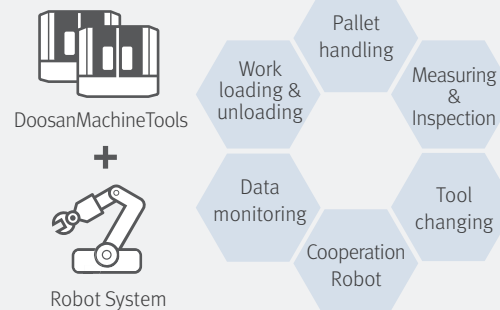 DoosanMachineTools
+
Robot System
Pallet
handling
Work
loading &
unloading
Measuring
&
Inspection
Data
monitoring
Tool
changing
Cooperation
Robot